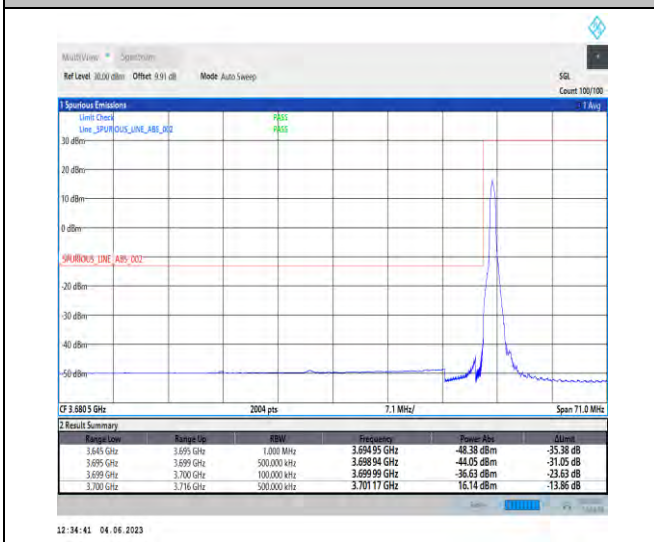 MultiView Spectrum
Ref Level 30.00 dBm Offset 9.91 dB Mode Auto Sweep SGL
Count 100/100
1 Spurious Emissions 1 Avg
Limit Check PASS
Line _SPURIOUS_LINE_ABS_002 PASS
30 dBm
20 dBm
10 dBm
0 dBm
_SPURIOUS_LINE_ABS_002
-20 dBm
-30 dBm
-40 dBm
-50 dBm
CF 3.680 5 GHz 2004 pts 7.1 MHz/ Span 71.0 MHz
2 Result Summary
Range Low Range Up RBW Frequency Power Abs ΔLimit
3.645 GHz 3.695 GHz 1.000 MHz 3.694 95 GHz -48.38 dBm -35.38 dB
3.695 GHz 3.699 GHz 500.000 kHz 3.698 94 GHz -44.05 dBm -31.05 dB
3.699 GHz 3.700 GHz 100.000 kHz 3.699 99 GHz -36.63 dBm -23.63 dB
3.700 GHz 3.716 GHz 500.000 kHz 3.701 17 GHz 16.14 dBm -13.86 dB
12:34:41 04.06.2023